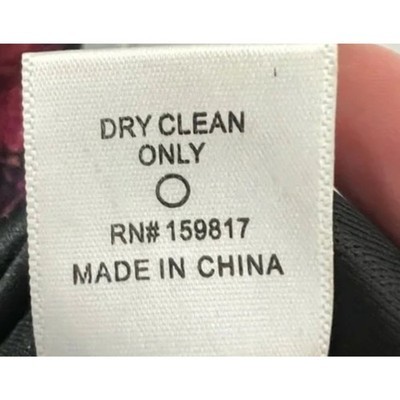 DRY CLEAN
ONLY
RN# 159817
MADE IN CHINA